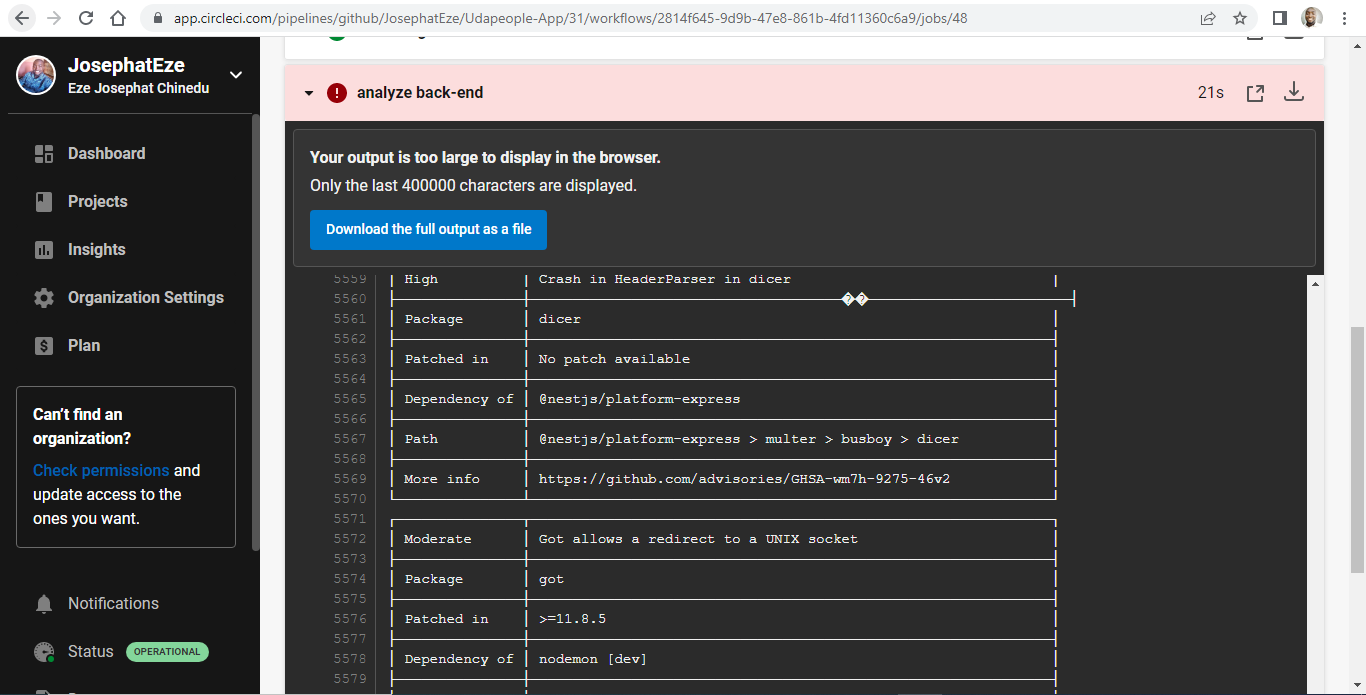 app.circleci.com/pipelines/github/JosephatEze/Udapeople-App/31/workflows/2814f645-9d9b-47e8-861b-4fd11360c6a9/jobs/48
JosephatEze
Eze Josephat Chinedu
Dashboard
Projects
Insights
Organization Settings
Plan
Can't find an
organization?
Check permissions and
update access to the
ones you want.
Notifications
Status OPERATIONAL
analyze back-end 21s
Your output is too large to display in the browser.
Only the last 400000 characters are displayed.
Download the full output as a file
5559 High Crash in HeaderParser in dicer
5560 ��
5561 Package dicer
5562
5563 Patched in No patch available
5564
5565 Dependency of @nestjs/platform-express
5566
5567 Path @nestjs/platform-express > multer > busboy > dicer
5568
5569 More info https://github.com/advisories/GHSA-wm7h-9275-46v2
5570
5571
5572 Moderate Got allows a redirect to a UNIX socket
5573
5574 Package got
5575
5576 Patched in >=11.8.5
5577
5578 Dependency of nodemon [dev]
5579